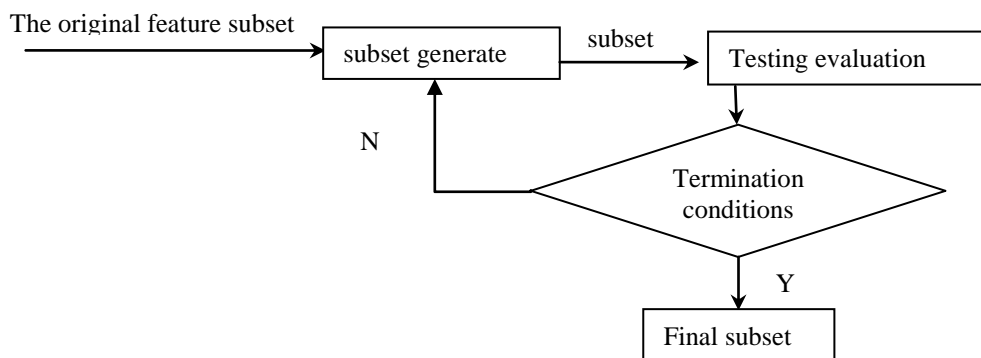 The original feature subset
subset generate
subset
Testing evaluation
N
Termination
conditions
Y
Final subset